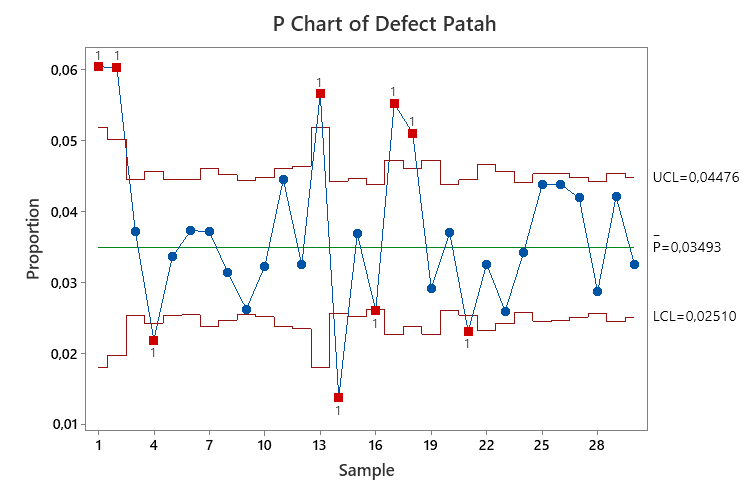 P Chart of Defect Patah
0,06
0,05
0,04
0,03
0,02
0,01
Proportion
1
1
1
1
1
1
1
1
1
UCL=0,04476
_
P=0,03493
LCL=0,02510
1 4 7 10 13 16 19 22 25 28
Sample